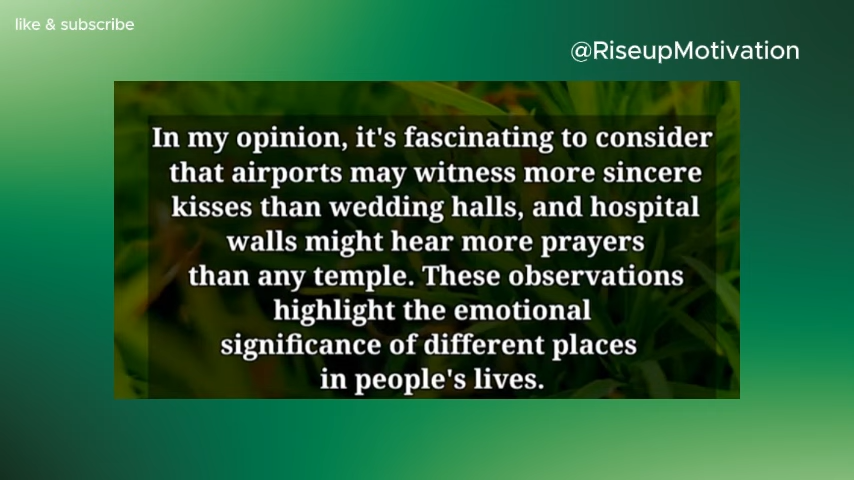 like & subscribe
@RiseupMotivation
In my opinion, it's fascinating to consider
that airports may witness more sincere
kisses than wedding halls, and hospital
walls might hear more prayers
than any temple. These observations
highlight the emotional
significance of different places
in people's lives.